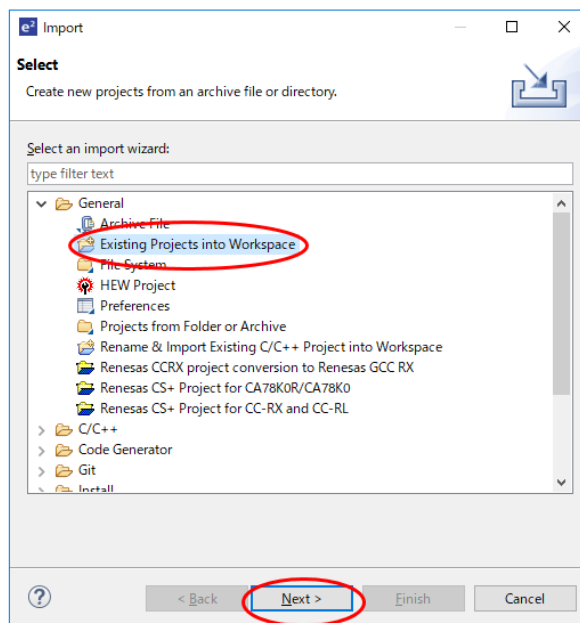 e² Import
Select
Create new projects from an archive file or directory.
Select an import wizard:
type filter text
General
Archive File
Existing Projects into Workspace
File System
HEW Project
Preferences
Projects from Folder or Archive
Rename & Import Existing C/C++ Project into Workspace
Renesas CCRX project conversion to Renesas GCC RX
Renesas CS+ Project for CA78K0R/CA78K0
Renesas CS+ Project for CC-RX and CC-RL
C/C++
Code Generator
Git
Install
? < Back Next > Finish Cancel